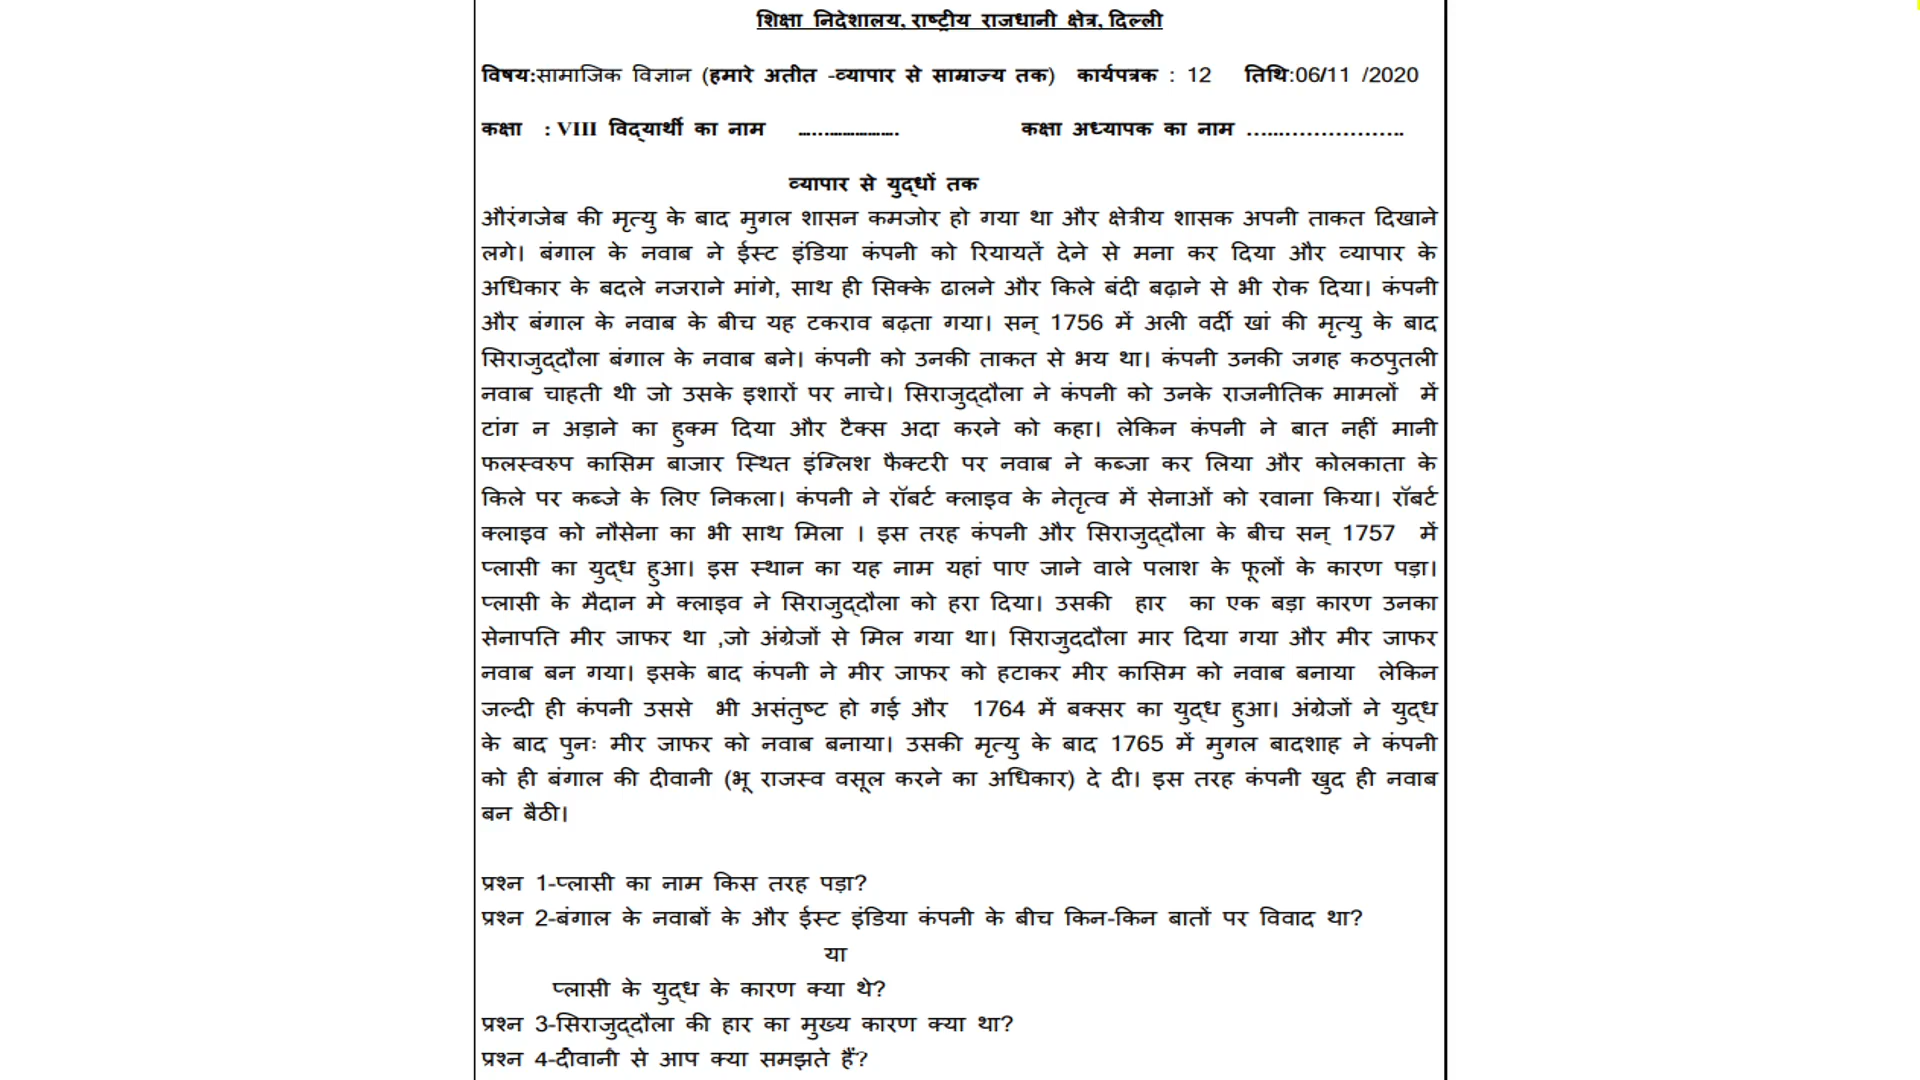 शिक्षा निदेशालय, राष्ट्रीय राजधानी क्षेत्र, दिल्ली
विषय:सामाजिक विज्ञान (हमारे अतीत -व्यापार से साम्राज्य तक) कार्यपत्रक : 12 तिथि:06/11 /2020
कक्षा : VIII विद्यार्थी का नाम ..................... कक्षा अध्यापक का नाम ......................
व्यापार से युद्धों तक
औरंगजेब की मृत्यु के बाद मुगल शासन कमजोर हो गया था और क्षेत्रीय शासक अपनी ताकत दिखाने
लगे। बंगाल के नवाब ने ईस्ट इंडिया कंपनी को रियायतें देने से मना कर दिया और व्यापार के
अधिकार के बदले नजराने मांगे, साथ ही सिक्के ढालने और किले बंदी बढ़ाने से भी रोक दिया। कंपनी
और बंगाल के नवाब के बीच यह टकराव बढ़ता गया। सन् 1756 में अली वर्दी खां की मृत्यु के बाद
सिराजुद्दौला बंगाल के नवाब बने। कंपनी को उनकी ताकत से भय था। कंपनी उनकी जगह कठपुतली
नवाब चाहती थी जो उसके इशारों पर नाचे। सिराजुद्दौला ने कंपनी को उनके राजनीतिक मामलों में
टांग न अड़ाने का हुक्म दिया और टैक्स अदा करने को कहा। लेकिन कंपनी ने बात नहीं मानी
फलस्वरुप कासिम बाजार स्थित इंग्लिश फैक्टरी पर नवाब ने कब्जा कर लिया और कोलकाता के
किले पर कब्जे के लिए निकला। कंपनी ने रॉबर्ट क्लाइव के नेतृत्व में सेनाओं को रवाना किया। रॉबर्ट
क्लाइव को नौसेना का भी साथ मिला । इस तरह कंपनी और सिराजुद्दौला के बीच सन् 1757 में
प्लासी का युद्ध हुआ। इस स्थान का यह नाम यहां पाए जाने वाले पलाश के फूलों के कारण पड़ा।
प्लासी के मैदान मे क्लाइव ने सिराजुद्दौला को हरा दिया। उसकी हार का एक बड़ा कारण उनका
सेनापति मीर जाफर था ,जो अंग्रेजों से मिल गया था। सिराजुददौला मार दिया गया और मीर जाफर
नवाब बन गया। इसके बाद कंपनी ने मीर जाफर को हटाकर मीर कासिम को नवाब बनाया लेकिन
जल्दी ही कंपनी उससे भी असंतुष्ट हो गई और 1764 में बक्सर का युद्ध हुआ। अंग्रेजों ने युद्ध
के बाद पुनः मीर जाफर को नवाब बनाया। उसकी मृत्यु के बाद 1765 में मुगल बादशाह ने कंपनी
को ही बंगाल की दीवानी (भू राजस्व वसूल करने का अधिकार) दे दी। इस तरह कंपनी खुद ही नवाब
बन बैठी।
प्रश्न 1-प्लासी का नाम किस तरह पड़ा?
प्रश्न 2-बंगाल के नवाबों के और ईस्ट इंडिया कंपनी के बीच किन-किन बातों पर विवाद था?
या
प्लासी के युद्ध के कारण क्या थे?
प्रश्न 3-सिराजुद्दौला की हार का मुख्य कारण क्या था?
प्रश्न 4-दीवानी से आप क्या समझते हैं?